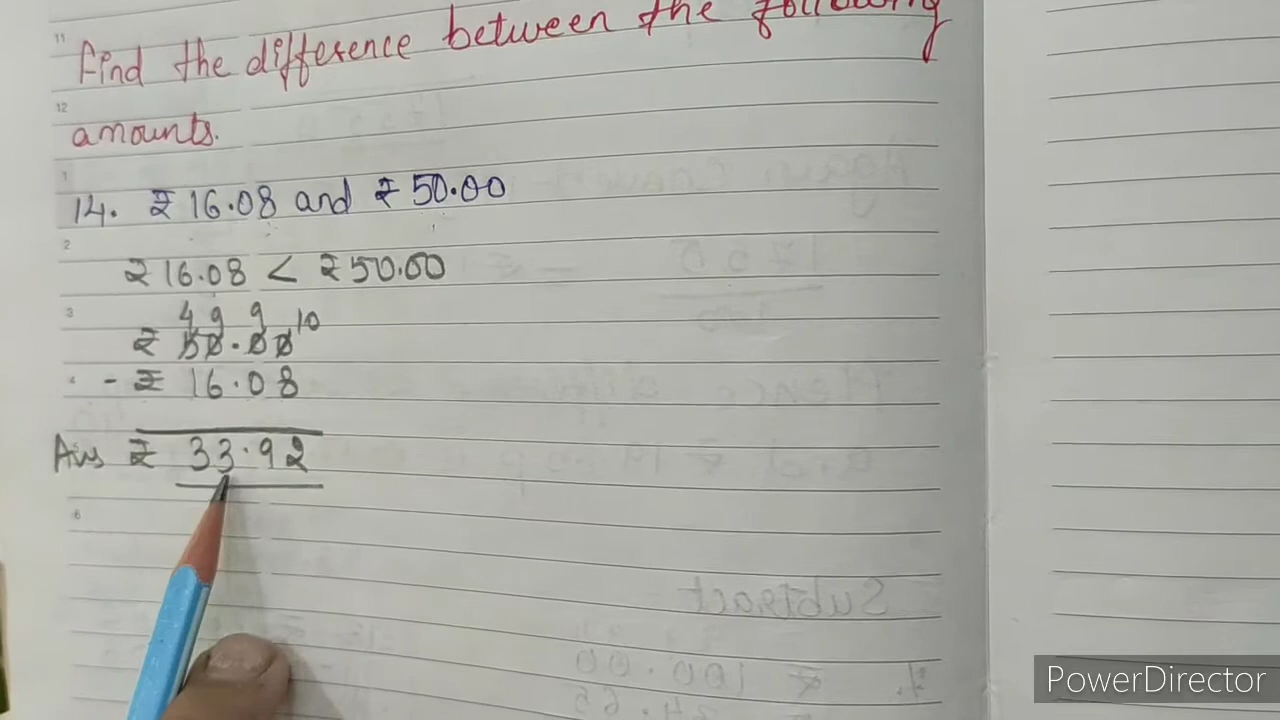 Find the difference between the following
amounts.
14. ₹ 16.08 and ₹ 50.00
₹ 16.08 < ₹ 50.00
4 9 9 10
₹ 50.00
- ₹ 16.08
Ans ₹ 33.92
PowerDirector